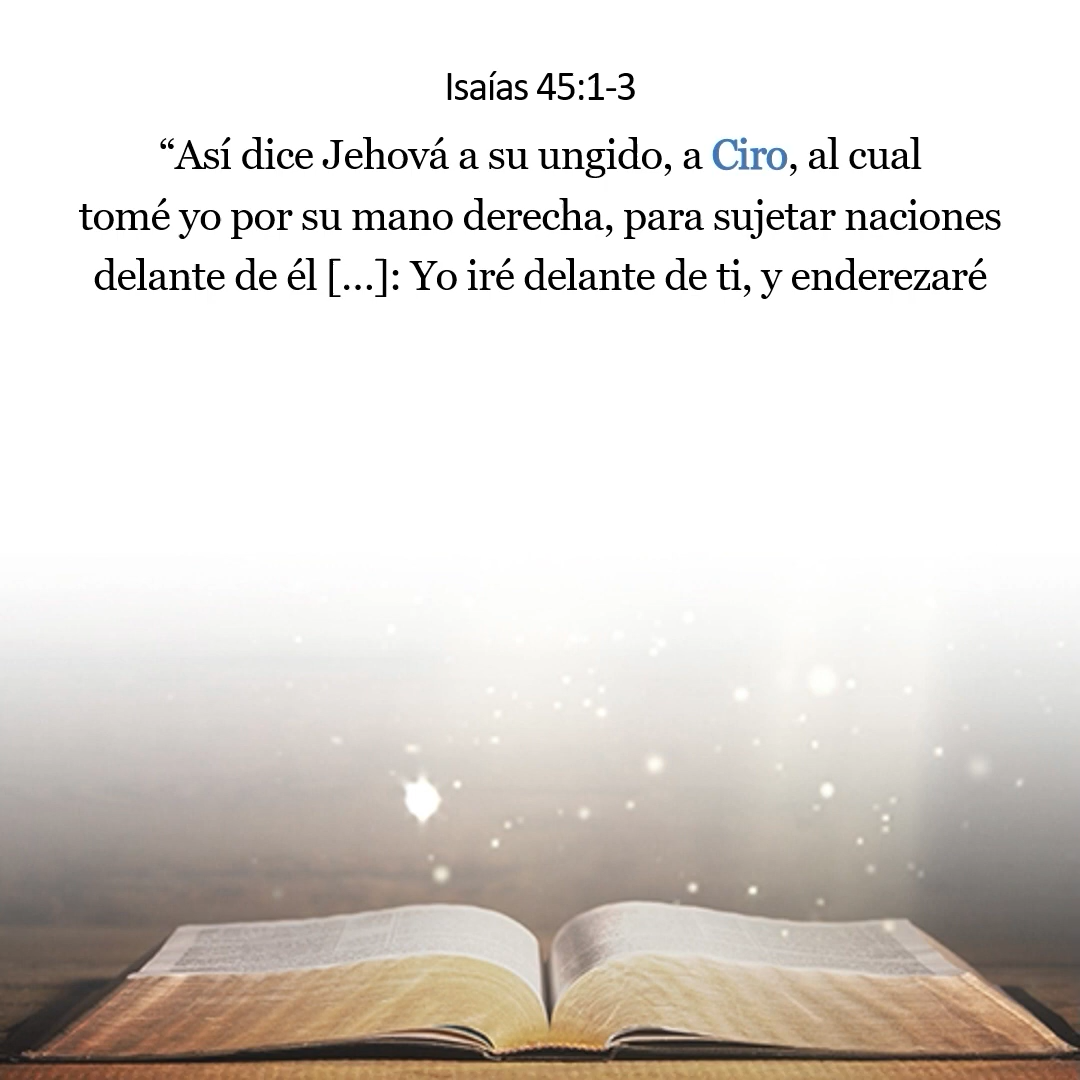 Isaías 45:1-3
“Así dice Jehová a su ungido, a Ciro, al cual
tomé yo por su mano derecha, para sujetar naciones
delante de él [...]: Yo iré delante de ti, y enderezaré